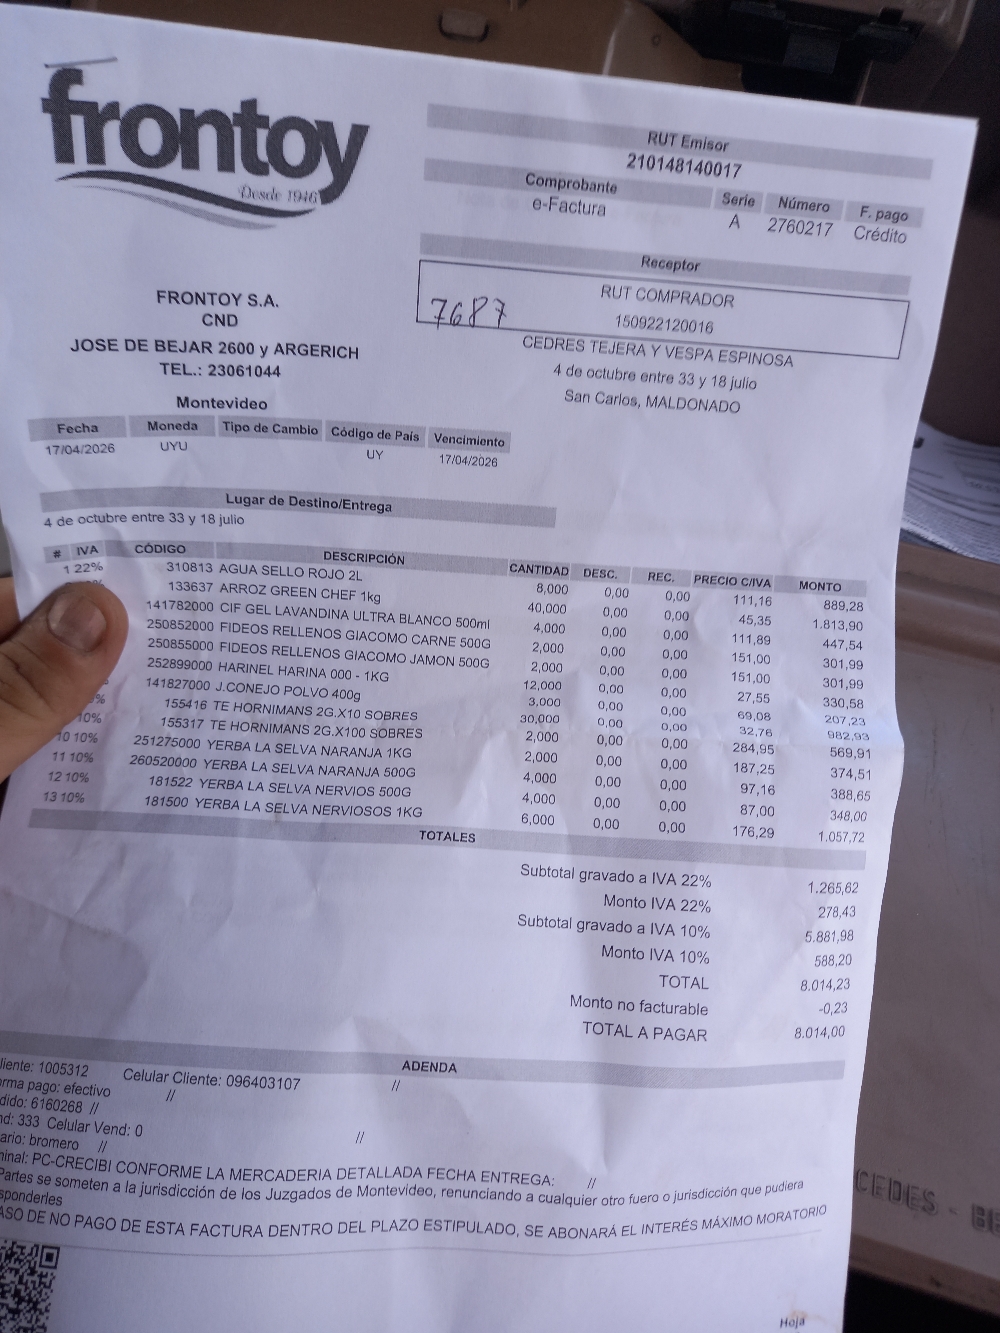 frontoy
Desde 1946
RUT Emisor
210148140017
Comprobante Serie Número F. pago
e-Factura A 2760217 Crédito
Receptor
RUT COMPRADOR
7687 150922120016
CEDRES TEJERA Y VESPA ESPINOSA
4 de octubre entre 33 y 18 julio
San Carlos, MALDONADO
FRONTOY S.A.
CND
JOSE DE BEJAR 2600 y ARGERICH
TEL.: 23061044
Montevideo
Fecha Moneda Tipo de Cambio Código de País Vencimiento
17/04/2026 UYU UY 17/04/2026
Lugar de Destino/Entrega
4 de octubre entre 33 y 18 julio
# IVA CÓDIGO DESCRIPCIÓN CANTIDAD DESC. REC. PRECIO C/IVA MONTO
1 22% 310813 AGUA SELLO ROJO 2L 8,000 0,00 0,00 111,16 889,28
133637 ARROZ GREEN CHEF 1kg 40,000 0,00 0,00 45,35 1.813,90
141782000 CIF GEL LAVANDINA ULTRA BLANCO 500ml 4,000 0,00 0,00 111,89 447,54
250852000 FIDEOS RELLENOS GIACOMO CARNE 500G 2,000 0,00 0,00 151,00 301,99
250855000 FIDEOS RELLENOS GIACOMO JAMON 500G 2,000 0,00 0,00 151,00 301,99
252899000 HARINEL HARINA 000 - 1KG 12,000 0,00 0,00 27,55 330,58
141827000 J.CONEJO POLVO 400g 3,000 0,00 0,00 69,08 207,23
10% 155416 TE HORNIMANS 2G.X10 SOBRES 30,000 0,00 0,00 32,76 982,93
155317 TE HORNIMANS 2G.X100 SOBRES 2,000 0,00 0,00 284,95 569,91
10 10% 251275000 YERBA LA SELVA NARANJA 1KG 2,000 0,00 0,00 187,25 374,51
11 10% 260520000 YERBA LA SELVA NARANJA 500G 4,000 0,00 0,00 97,16 388,65
12 10% 181522 YERBA LA SELVA NERVIOS 500G 4,000 0,00 0,00 87,00 348,00
13 10% 181500 YERBA LA SELVA NERVIOSOS 1KG 6,000 0,00 0,00 176,29 1.057,72
TOTALES
Subtotal gravado a IVA 22% 1.265,62
Monto IVA 22% 278,43
Subtotal gravado a IVA 10% 5.881,98
Monto IVA 10% 588,20
TOTAL 8.014,23
Monto no facturable -0,23
TOTAL A PAGAR 8.014,00
ADENDA
liente: 1005312 Celular Cliente: 096403107 //
orma pago: efectivo //
dido: 6160268 //
nd: 333 Celular Vend: 0 //
ario: bromero //
ninal: PC-CRECIBI CONFORME LA MERCADERIA DETALLADA FECHA ENTREGA: //
Partes se someten a la jurisdicción de los Juzgados de Montevideo, renunciando a cualquier otro fuero o jurisdicción que pudiera
sponderles
ASO DE NO PAGO DE ESTA FACTURA DENTRO DEL PLAZO ESTIPULADO, SE ABONARÁ EL INTERÉS MÁXIMO MORATORIO
Hoja
CEDES - BE